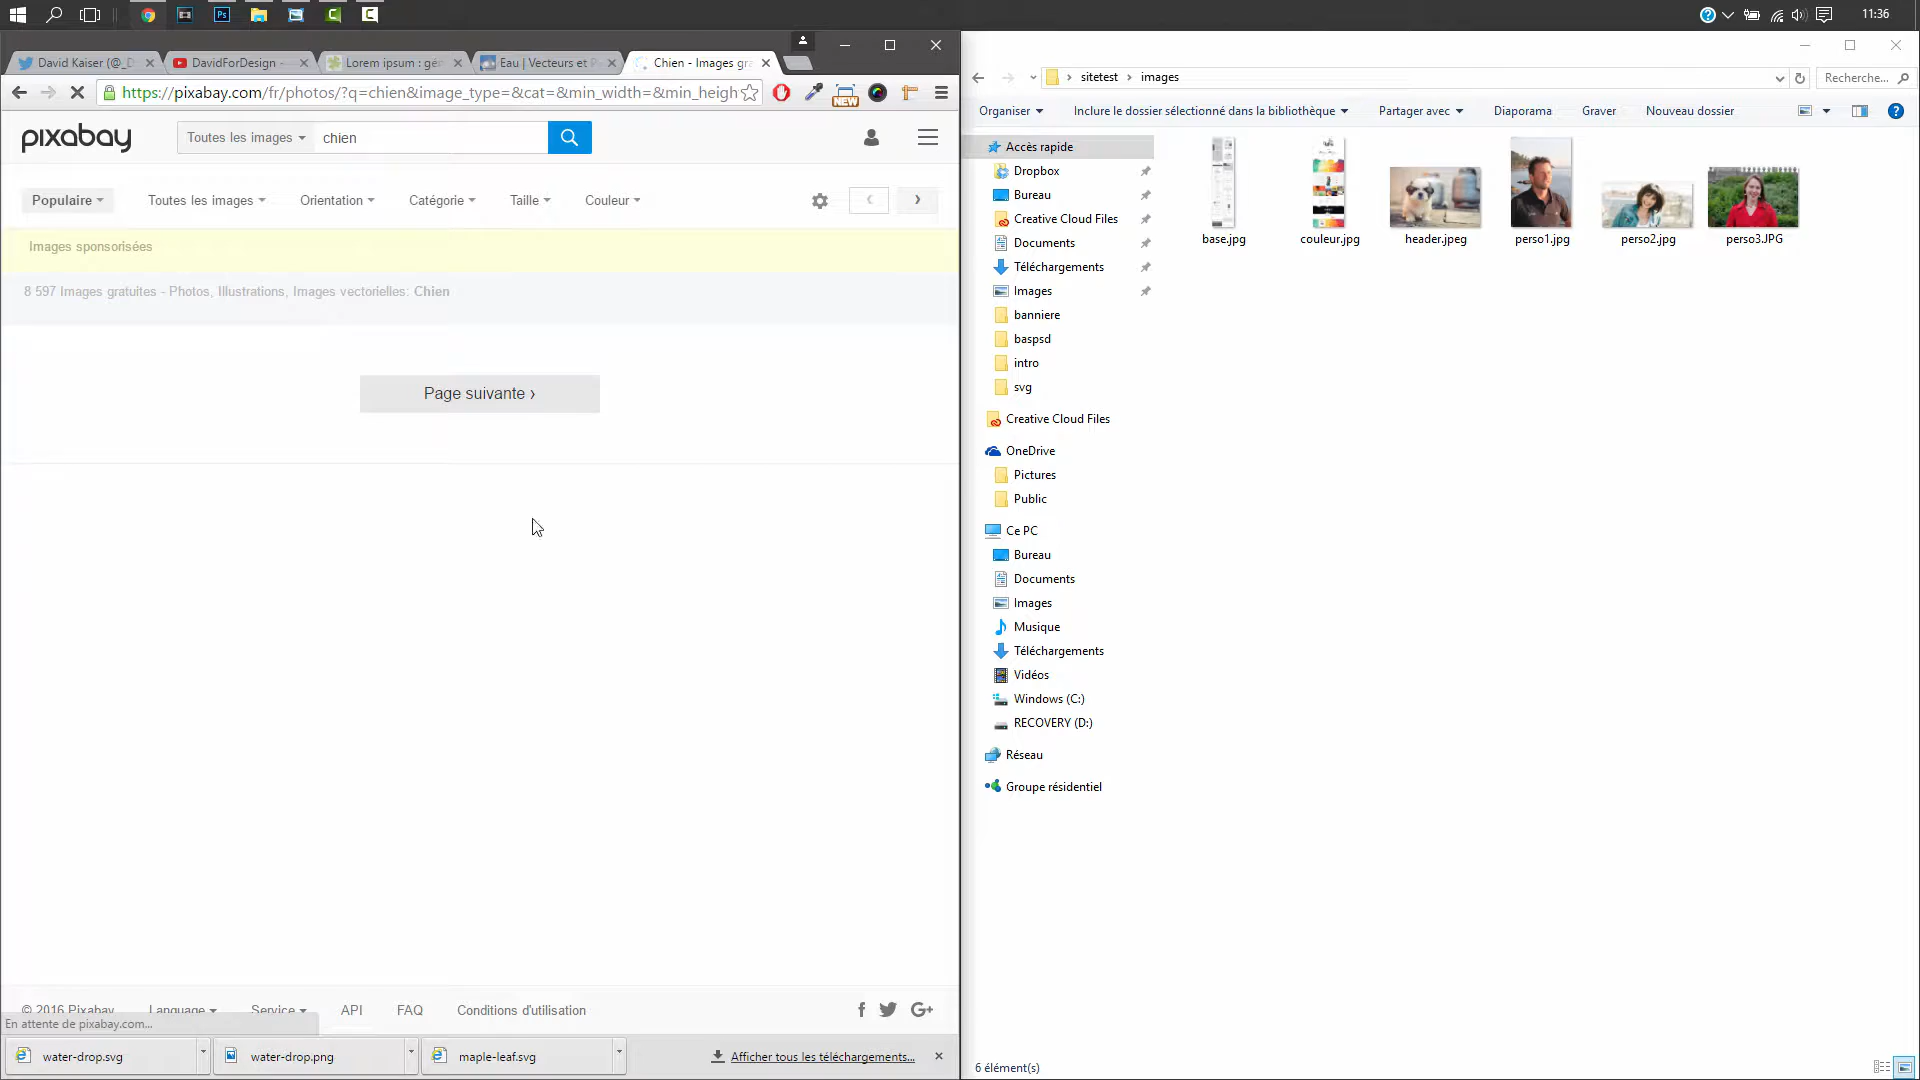 11:36
David Kaiser (@_D
DavidForDesign -
Lorem ipsum : gén
Eau | Vecteurs et P
Chien - Images gra
https://pixabay.com/fr/photos/?q=chien&image_type=&cat=&min_width=&min_heigh
NEW
pixabay
Toutes les images
chien
Populaire
Toutes les images
Orientation
Catégorie
Taille
Couleur
Images sponsorisées
8 597 Images gratuites - Photos, Illustrations, Images vectorielles: Chien
Page suivante ›
© 2016 Pixabay
Language
Service
API
FAQ
Conditions d'utilisation
En attente de pixabay.com...
water-drop.svg
water-drop.png
maple-leaf.svg
Afficher tous les téléchargements...
sitetest
images
Recherche...
Organiser
Inclure le dossier sélectionné dans la bibliothèque
Partager avec
Diaporama
Graver
Nouveau dossier
Accès rapide
Dropbox
Bureau
Creative Cloud Files
Documents
Téléchargements
Images
banniere
baspsd
intro
svg
Creative Cloud Files
OneDrive
Pictures
Public
Ce PC
Bureau
Documents
Images
Musique
Téléchargements
Vidéos
Windows (C:)
RECOVERY (D:)
Réseau
Groupe résidentiel
base.jpg
couleur.jpg
header.jpeg
perso1.jpg
perso2.jpg
perso3.JPG
6 élément(s)